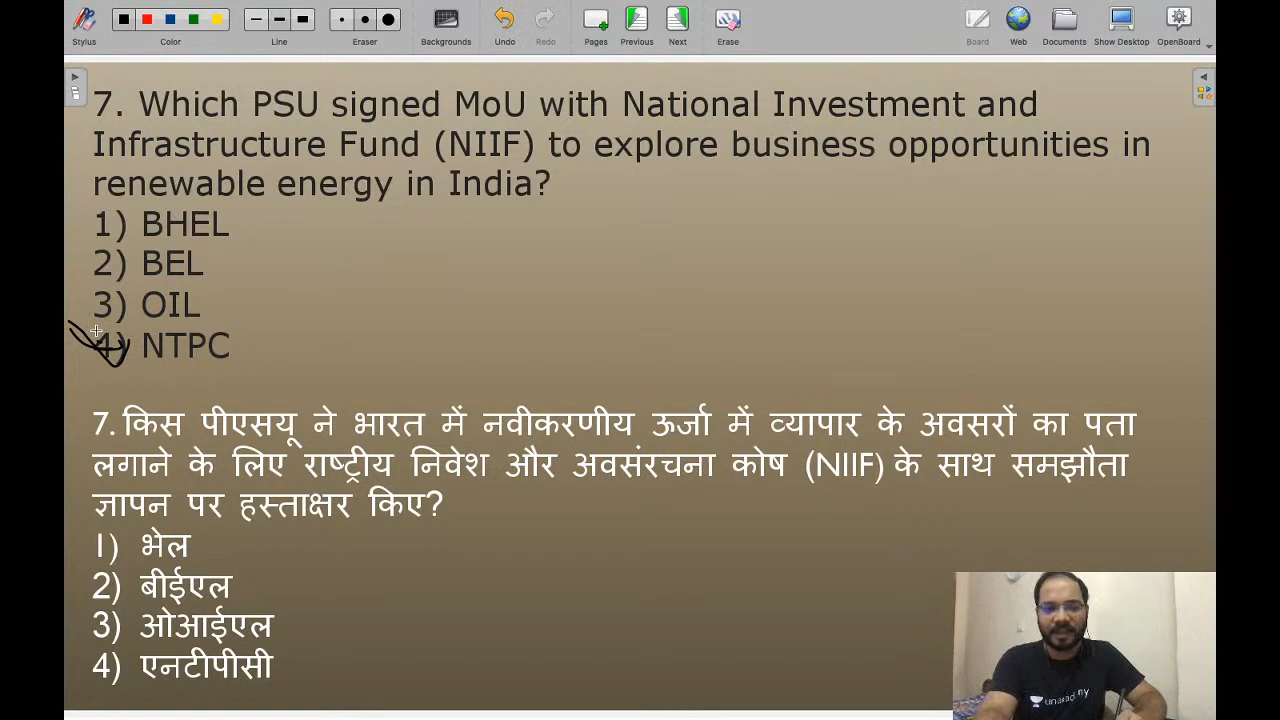 Stylus
Color
Line
Eraser
Backgrounds
Undo
Redo
Pages
Previous
Next
Erase
Board
Web
Documents
Show Desktop
OpenBoard
7. Which PSU signed MoU with National Investment and
Infrastructure Fund (NIIF) to explore business opportunities in
renewable energy in India?
1) BHEL
2) BEL
3) OIL
4) NTPC
7. किस पीएसयू ने भारत में नवीकरणीय ऊर्जा में व्यापार के अवसरों का पता
लगाने के लिए राष्ट्रीय निवेश और अवसंरचना कोष (NIIF) के साथ समझौता
ज्ञापन पर हस्ताक्षर किए?
1) भेल
2) बीईएल
3) ओआईएल
4) एनटीपीसी